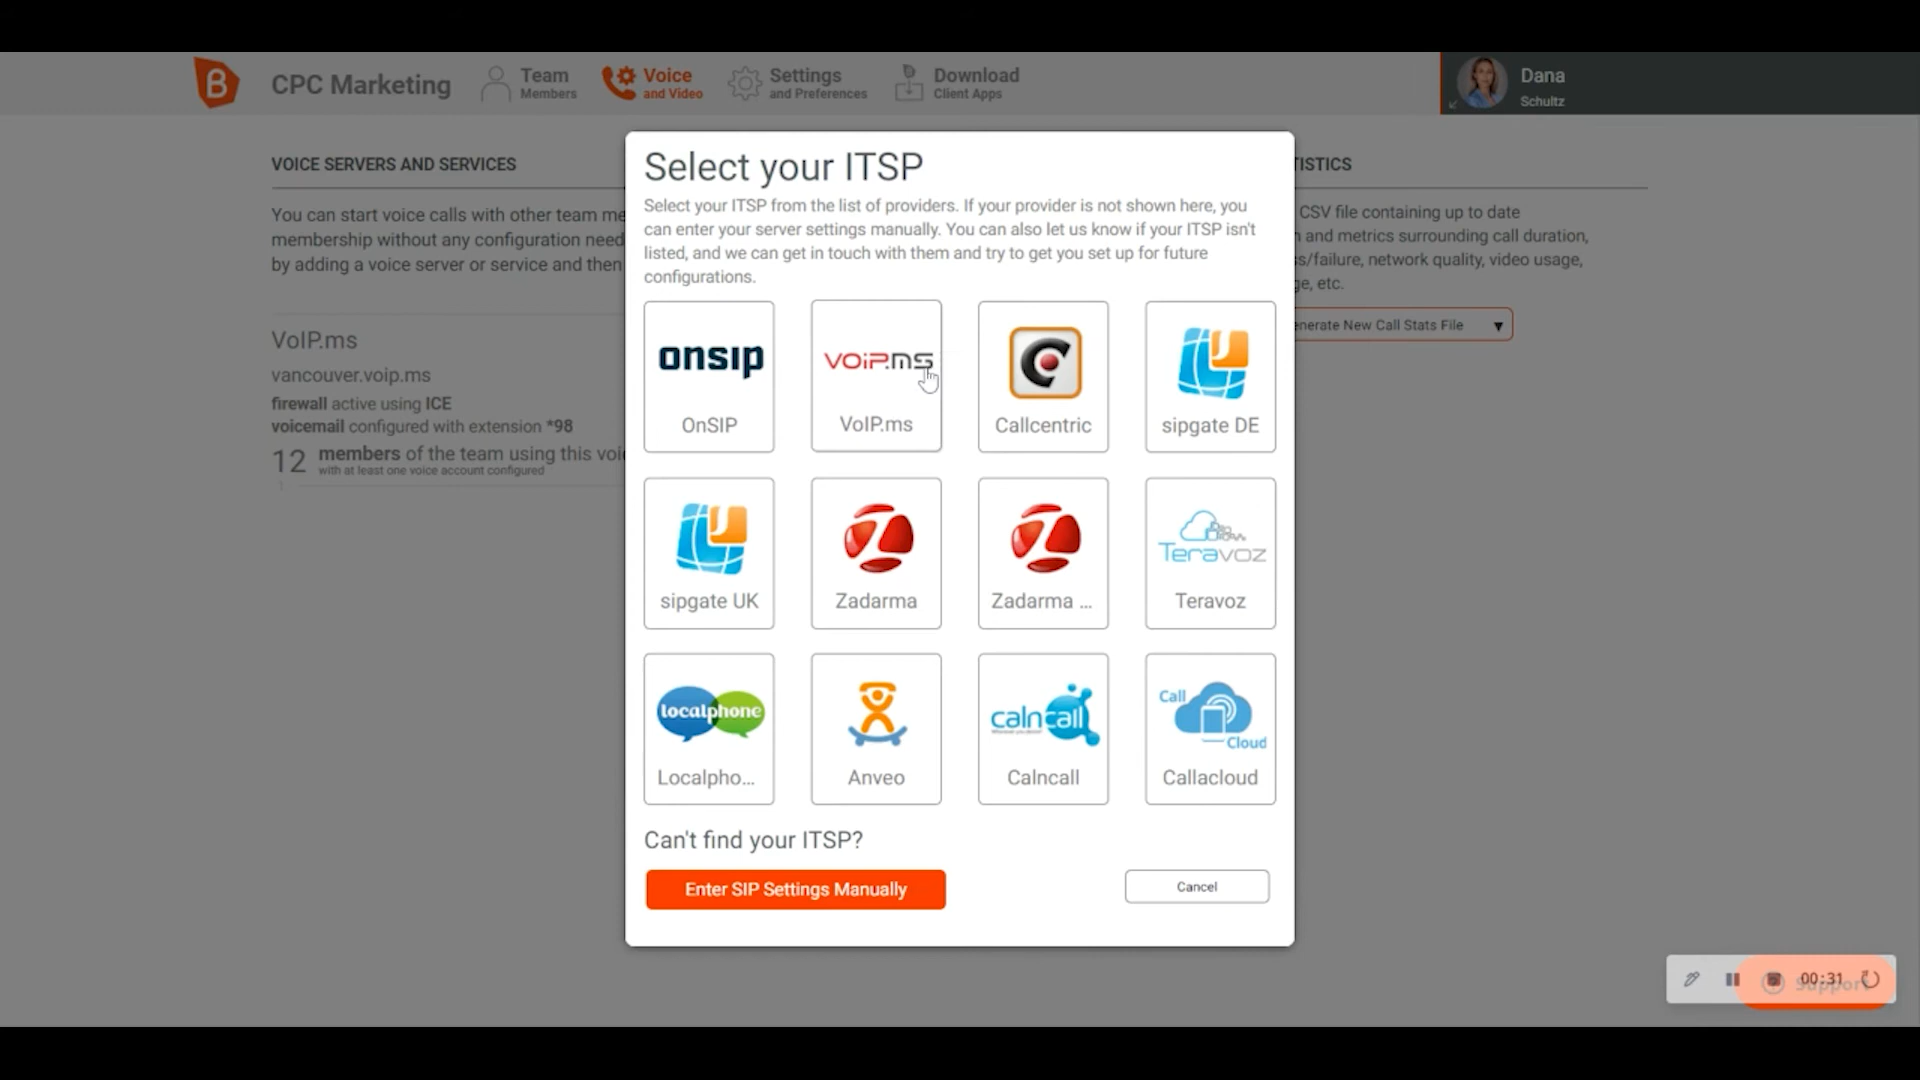 B
CPC Marketing
Team
Members
Voice
and Video
Settings
and Preferences
Download
Client Apps
Dana
Schultz
VOICE SERVERS AND SERVICES
You can start voice calls with other team me
membership without any configuration need
by adding a voice server or service and then
VoIP.ms
vancouver.voip.ms
firewall active using ICE
voicemail configured with extension *98
12
members of the team using this voi
with at least one voice account configured
1
Select your ITSP
Select your ITSP from the list of providers. If your provider is not shown here, you
can enter your server settings manually. You can also let us know if your ITSP isn't
listed, and we can get in touch with them and try to get you set up for future
configurations.
onsip
OnSIP
VOiP.ms
VoIP.ms
Callcentric
sipgate DE
sipgate UK
Zadarma
Zadarma ...
Teravoz
Teravoz
localphone
Localpho...
Anveo
calncall
Calncall
Call
Cloud
Callacloud
Can't find your ITSP?
Enter SIP Settings Manually
Cancel
TISTICS
CSV file containing up to date
n and metrics surrounding call duration,
ss/failure, network quality, video usage,
ge, etc.
enerate New Call Stats File
00:31
Support